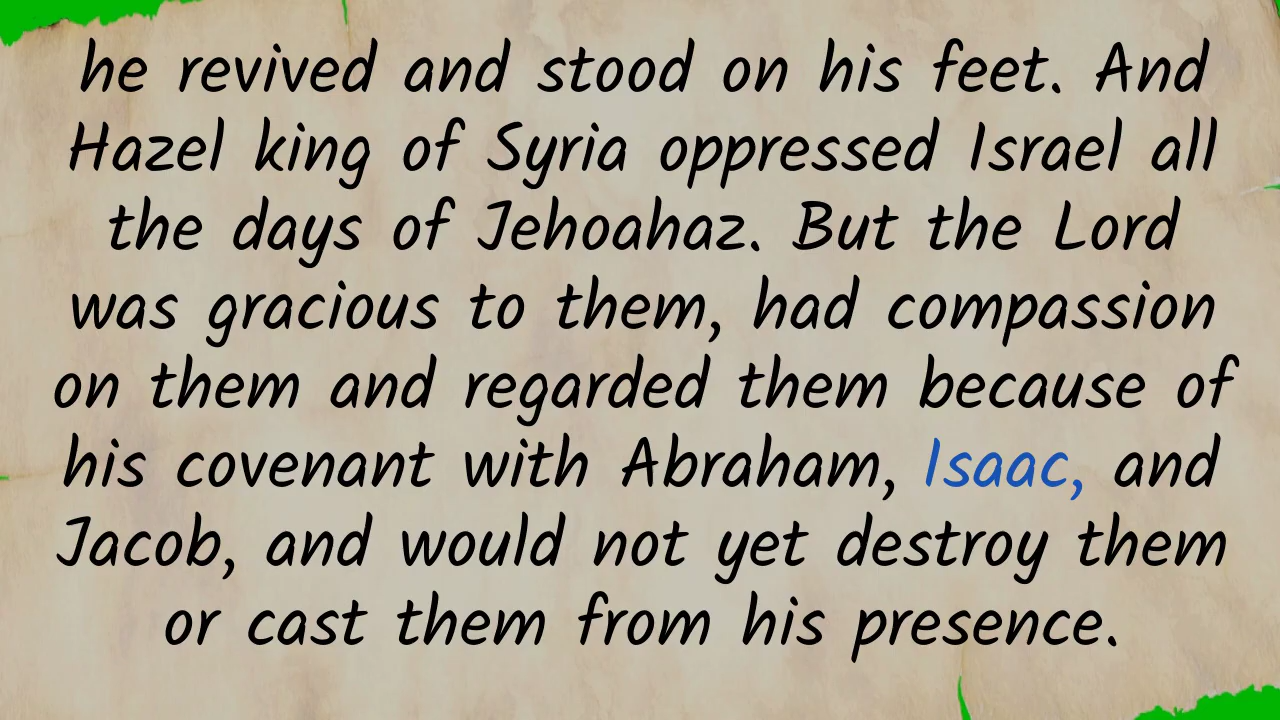 he revived and stood on his feet. And
Hazel king of Syria oppressed Israel all
the days of Jehoahaz. But the Lord
was gracious to them, had compassion
on them and regarded them because of
his covenant with Abraham, Isaac, and
Jacob, and would not yet destroy them
or cast them from his presence.